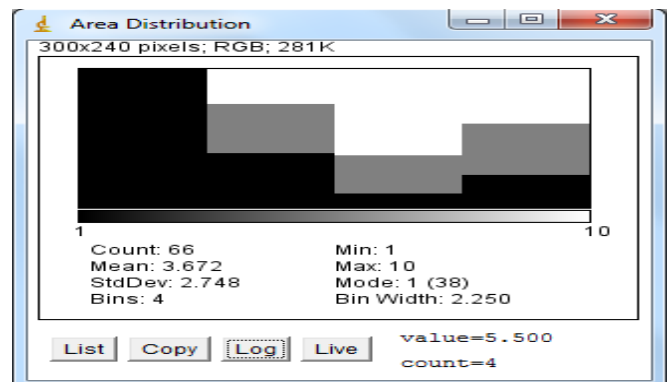 Area Distribution
300x240 pixels; RGB; 281K
1 10
Count: 66 Min: 1
Mean: 3.672 Max: 10
StdDev: 2.748 Mode: 1 (38)
Bins: 4 Bin Width: 2.250
List Copy Log Live value=5.500
count=4